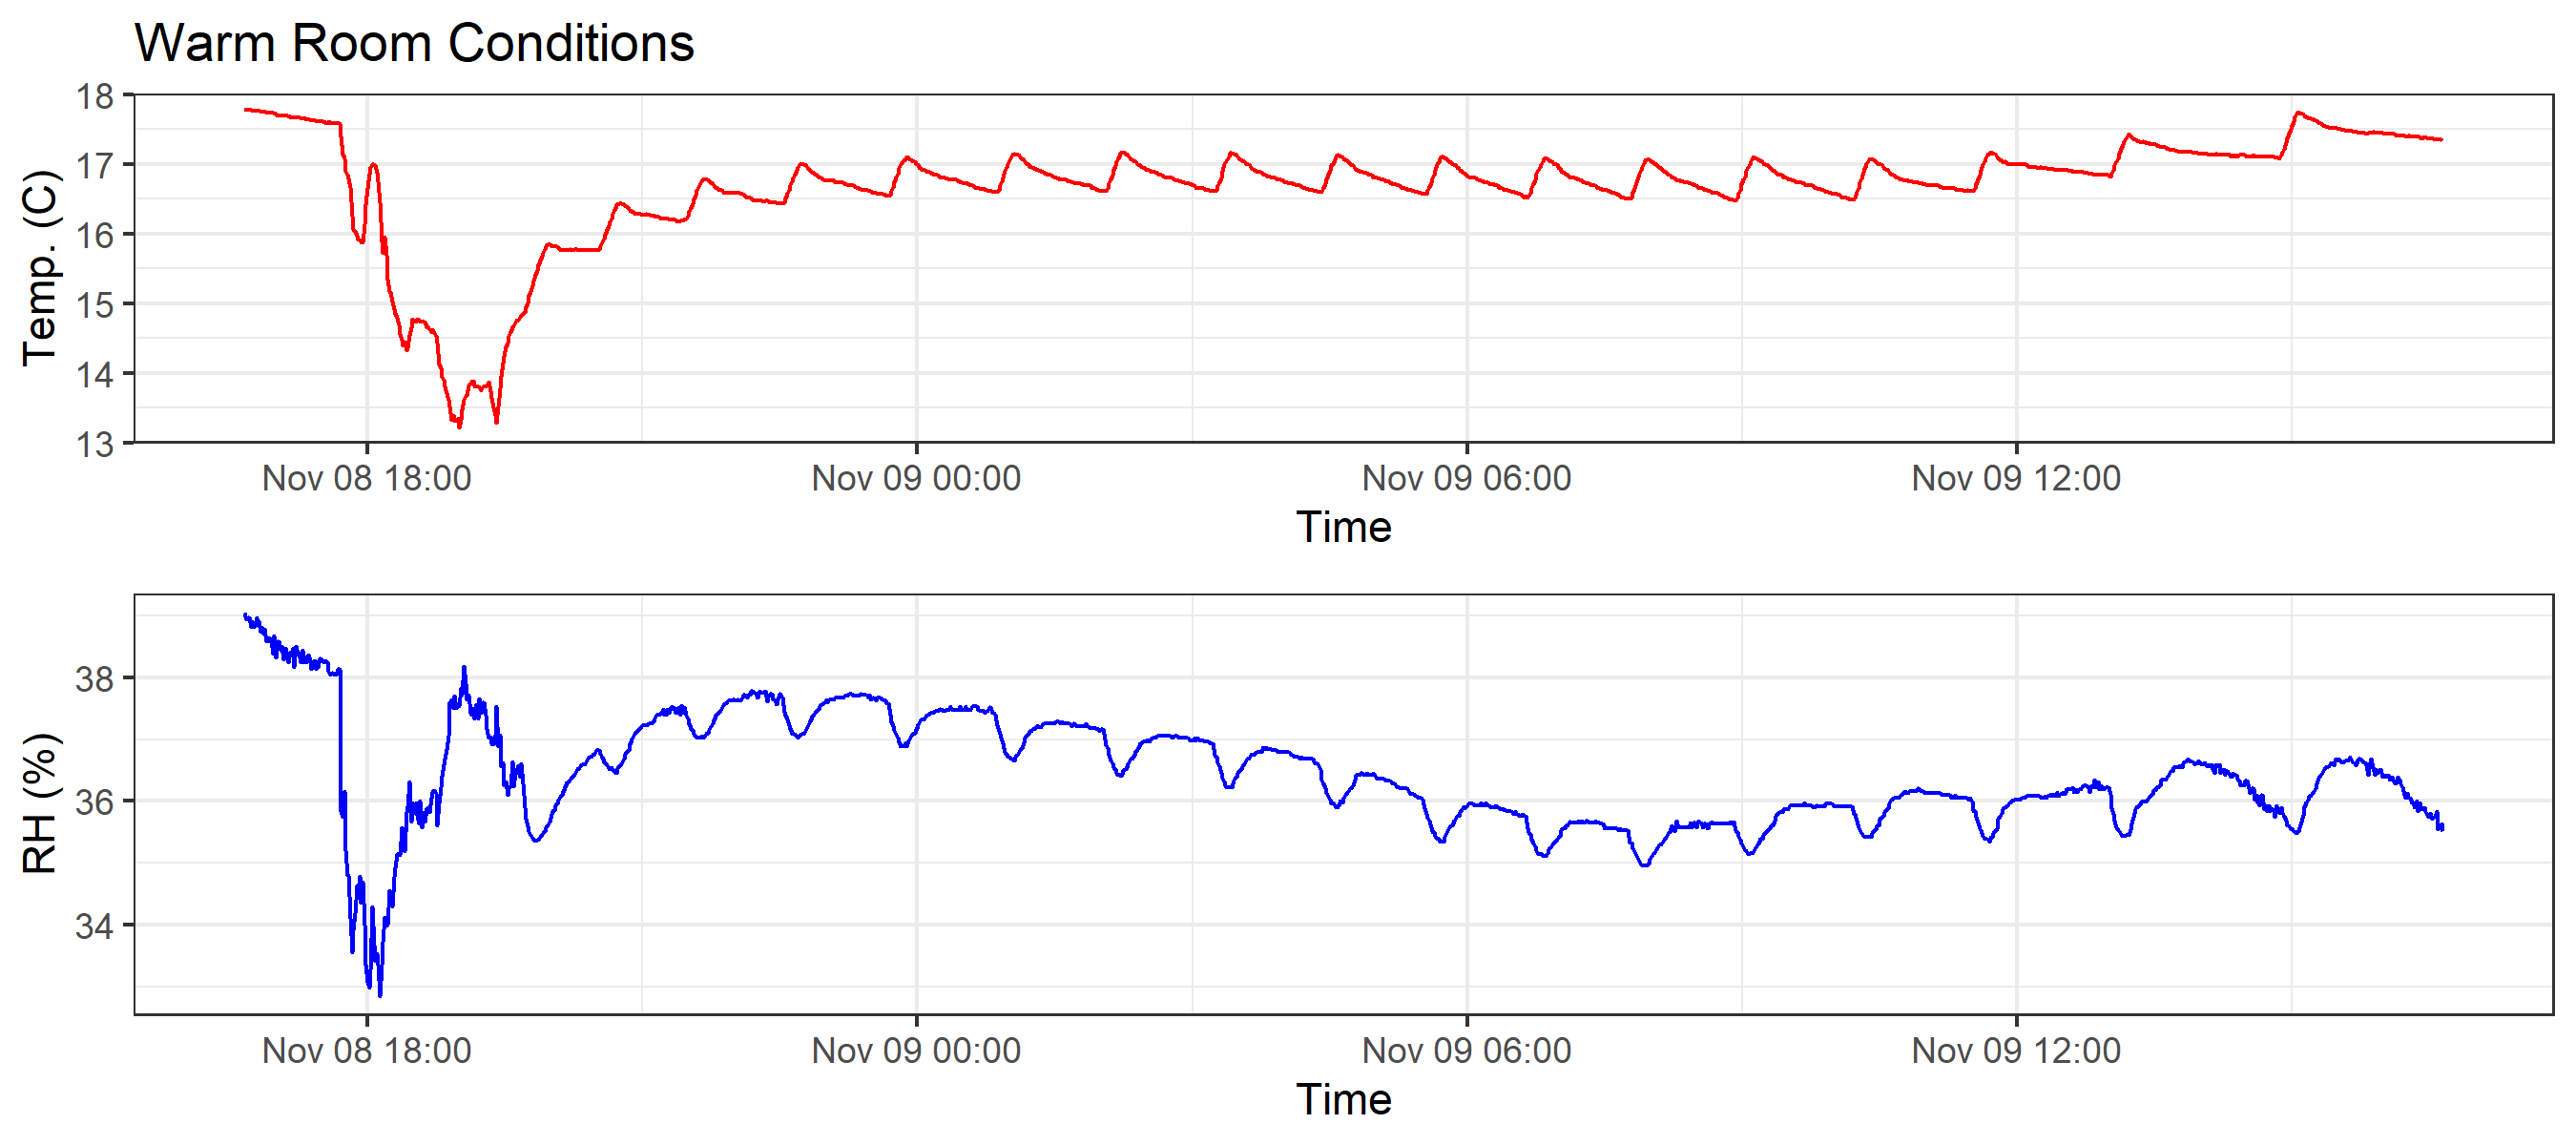 Warm Room Conditions
Temp. (C)
18
17
16
15
14
13
Nov 08 18:00 Nov 09 00:00 Nov 09 06:00 Nov 09 12:00
Time
RH (%)
38
36
34
Nov 08 18:00 Nov 09 00:00 Nov 09 06:00 Nov 09 12:00
Time